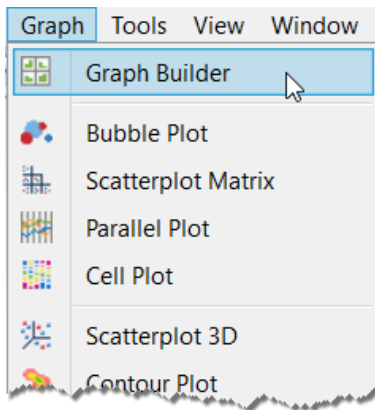 Graph Tools View Window
Graph Builder
Bubble Plot
Scatterplot Matrix
Parallel Plot
Cell Plot
Scatterplot 3D
Contour Plot